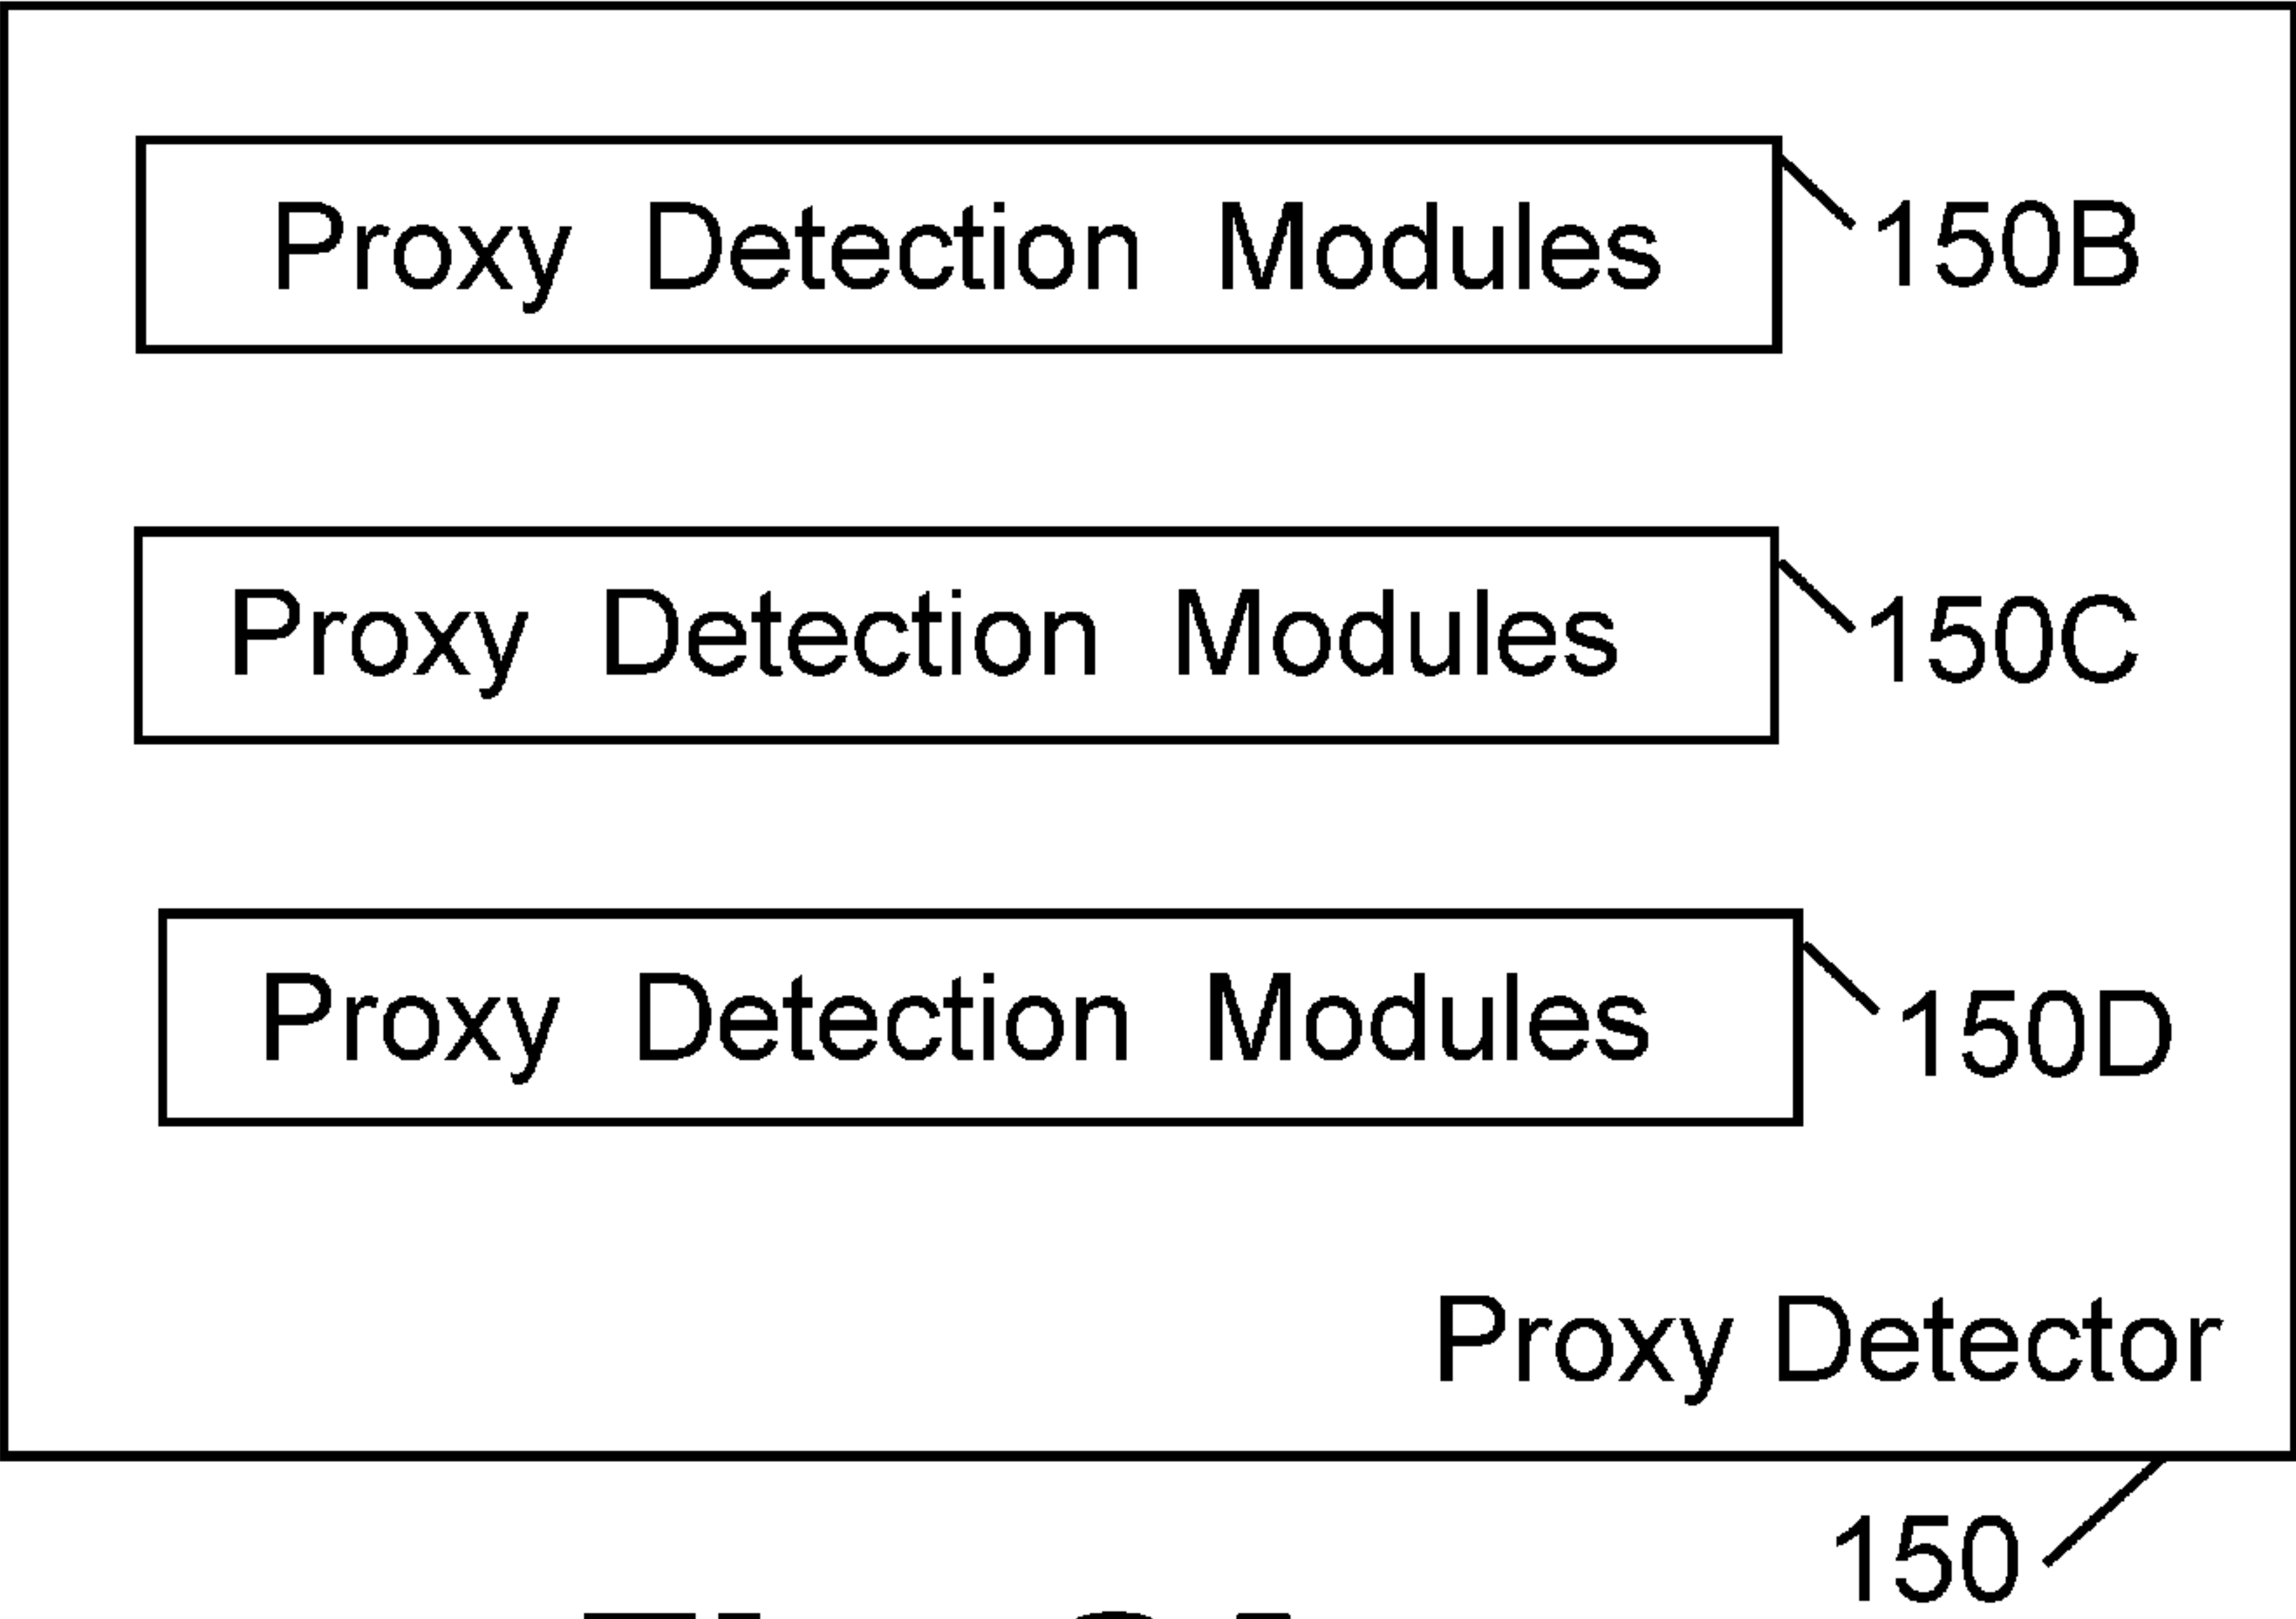 Proxy Detection Modules 150B
Proxy Detection Modules 150C
Proxy Detection Modules 150D
Proxy Detector
150